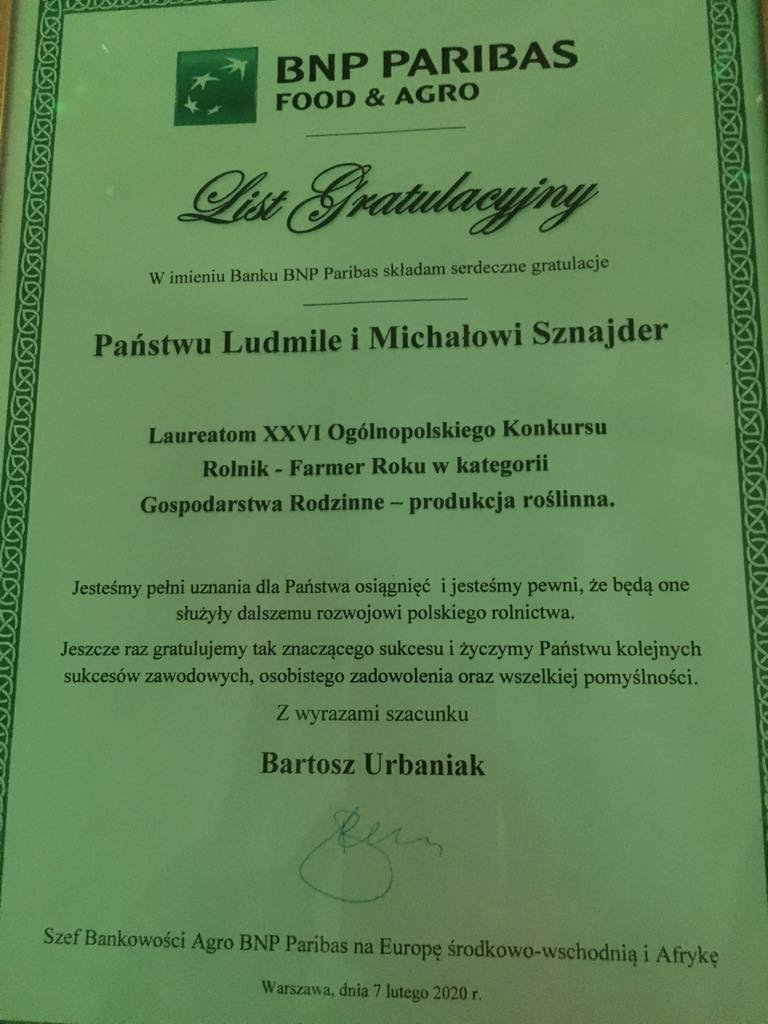 BNP PARIBAS
FOOD & AGRO
List Gratulacyjny
W imieniu Banku BNP Paribas składam serdeczne gratulacje
Państwu Ludmile i Michałowi Sznajder
Laureatom XXVI Ogólnopolskiego Konkursu
Rolnik - Farmer Roku w kategorii
Gospodarstwa Rodzinne – produkcja roślinna.
Jesteśmy pełni uznania dla Państwa osiągnięć i jesteśmy pewni, że będą one
służyły dalszemu rozwojowi polskiego rolnictwa.
Jeszcze raz gratulujemy tak znaczącego sukcesu i życzymy Państwu kolejnych
sukcesów zawodowych, osobistego zadowolenia oraz wszelkiej pomyślności.
Z wyrazami szacunku
Bartosz Urbaniak
Szef Bankowości Agro BNP Paribas na Europę środkowo-wschodnią i Afrykę
Warszawa, dnia 7 lutego 2020 r.